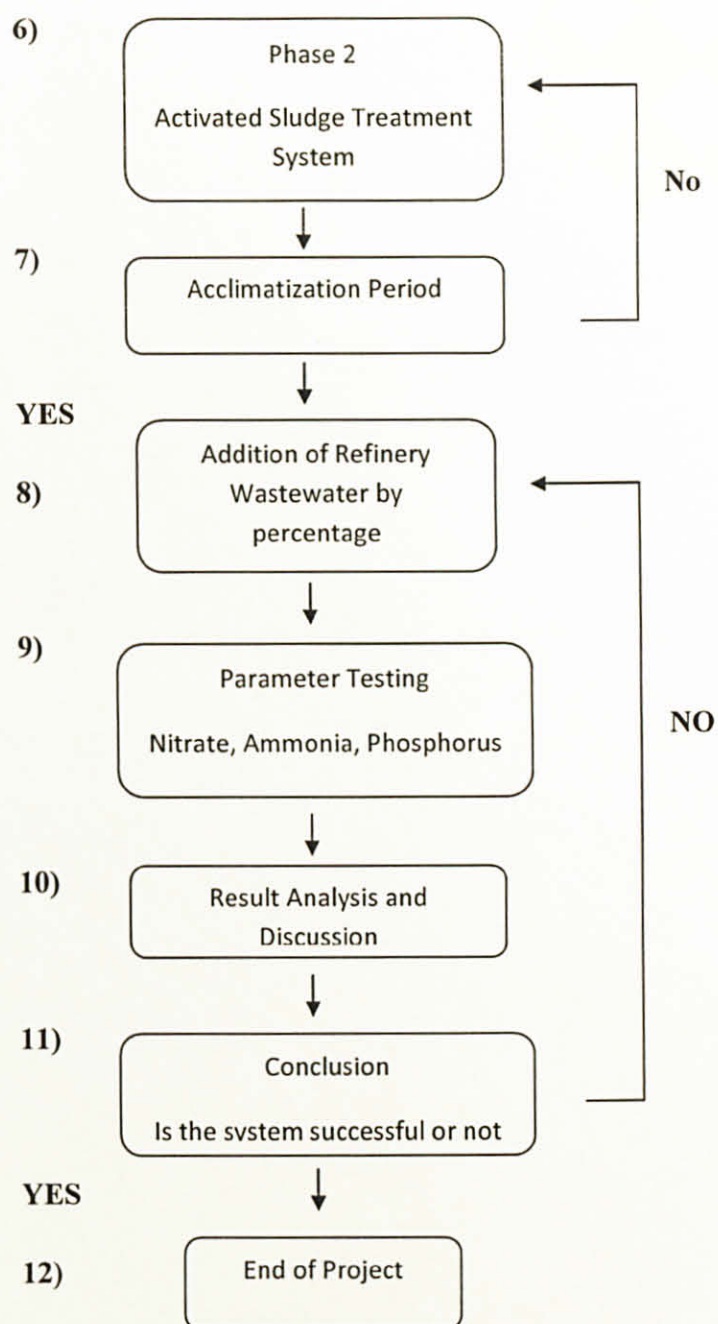 6)
Phase 2
Activated Sludge Treatment
System
No
7)
Acclimatization Period
YES
8)
Addition of Refinery
Wastewater by
percentage
9)
Parameter Testing
Nitrate, Ammonia, Phosphorus
NO
10)
Result Analysis and
Discussion
11)
Conclusion
Is the system successful or not
YES
12)
End of Project